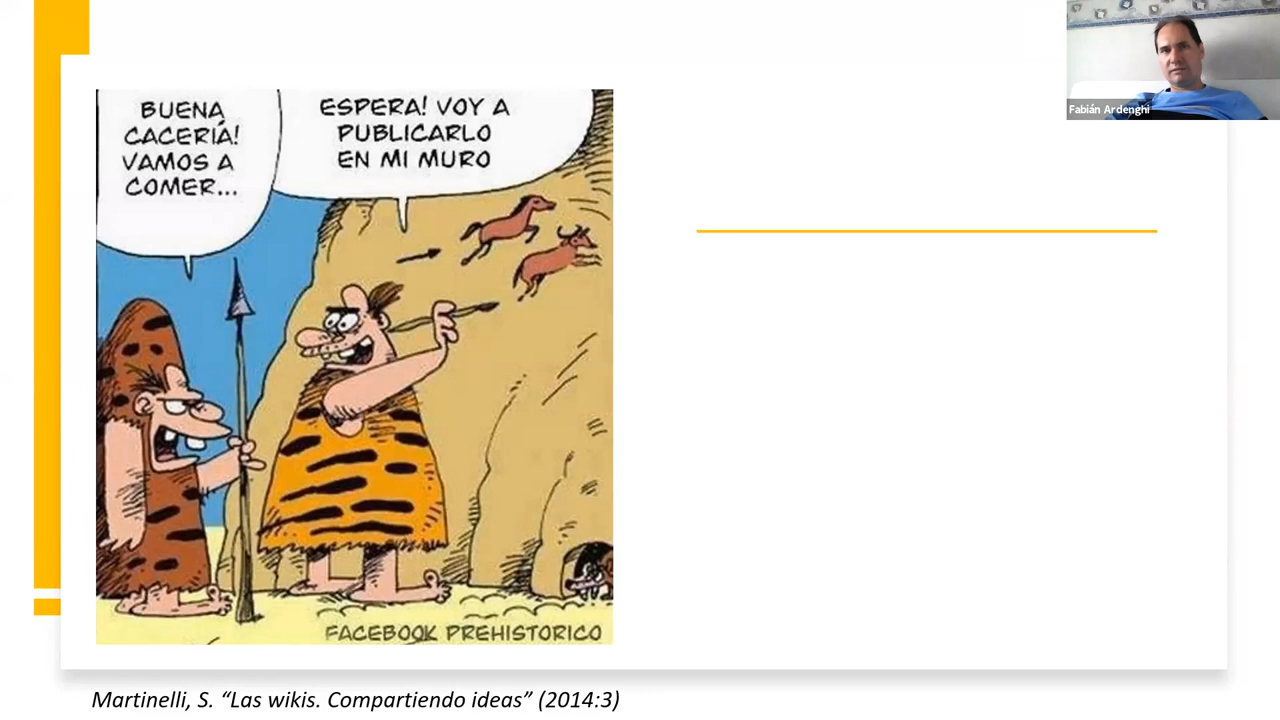 BUENA
CACERÍA!
VAMOS A
COMER...
ESPERA! VOY A
PUBLICARLO
EN MI MURO
FACEBOOK PREHISTORICO
Fabián Ardenghi
Martinelli, S. “Las wikis. Compartiendo ideas” (2014:3)